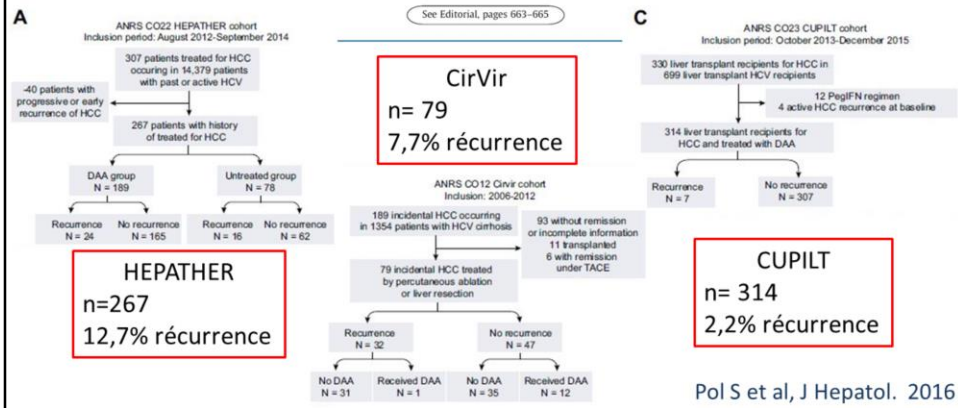 A
ANRS CO22 HEPATHER cohort
Inclusion period: August 2012-September 2014
307 patients treated for HCC
occuring in 14,379 patients
with past or active HCV
-40 patients with
progressive or early
recurrence of HCC
267 patients with history
of treated for HCC
DAA group
N = 189
Untreated group
N = 78
Recurrence
N = 24
No recurrence
N = 165
Recurrence
N = 16
No recurrence
N = 62
HEPATHER
n=267
12,7% récurrence
See Editorial, pages 663–665
CirVir
n= 79
7,7% récurrence
ANRS CO12 Cirvir cohort
Inclusion: 2006-2012
189 incidental HCC occurring
in 1354 patients with HCV cirrhosis
93 without remission
or incomplete information
11 transplanted
6 with remission
under TACE
79 incidental HCC treated
by percutaneous ablation
or liver resection
Recurrence
N = 32
No recurrence
N = 47
No DAA
N = 31
Received DAA
N = 1
No DAA
N = 35
Received DAA
N = 12
C
ANRS CO23 CUPILT cohort
Inclusion period: October 2013-December 2015
330 liver transplant recipients for HCC in
699 liver transplant HCV recipients
12 PegIFN regimen
4 active HCC recurrence at baseline
314 liver transplant recipients for
HCC and treated with DAA
Recurrence
N = 7
No recurrence
N = 307
CUPILT
n= 314
2,2% récurrence
Pol S et al, J Hepatol. 2016